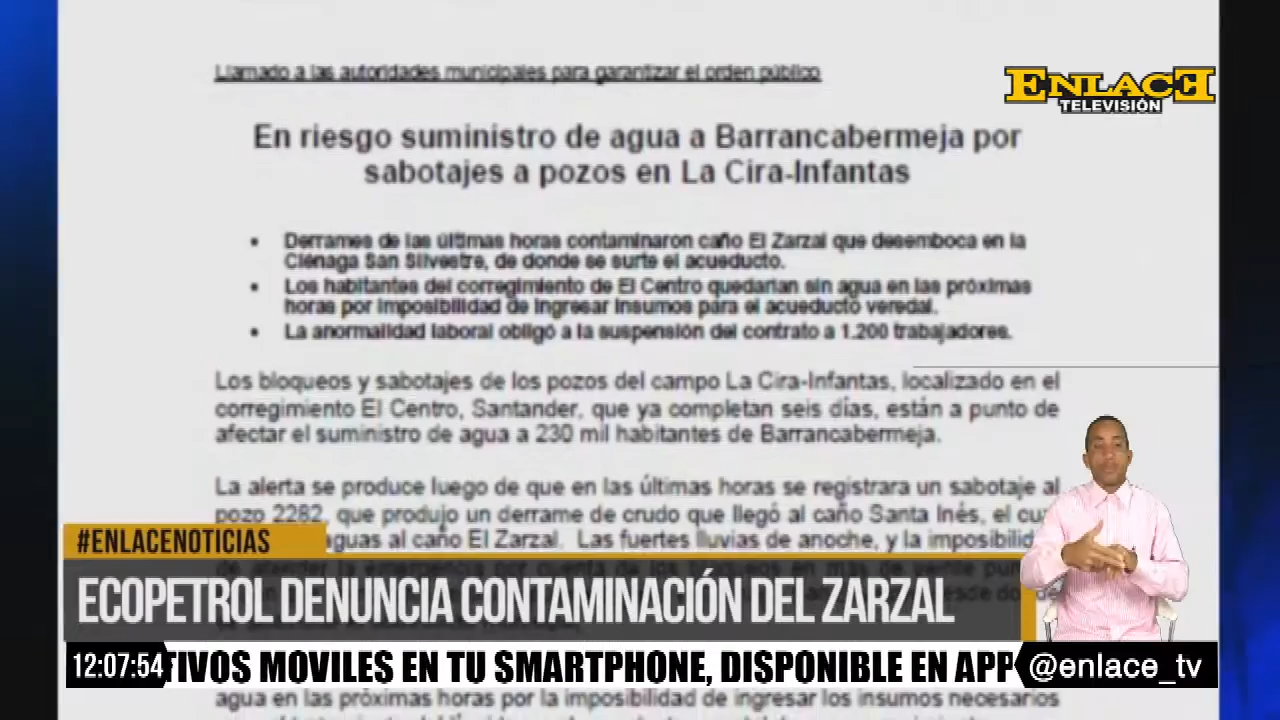 Llamado a las autoridades municipales para garantizar el orden público
ENLACE
TELEVISIÓN
En riesgo suministro de agua a Barrancabermeja por
sabotajes a pozos en La Cira-Infantas
• Derrames de las últimas horas contaminaron caño El Zarzal que desemboca en la
Ciénaga San Silvestre, de donde se surte el acueducto.
• Los habitantes del corregimiento de El Centro quedarían sin agua en las próximas
horas por imposibilidad de ingresar insumos para el acueducto veredal.
• La anormalidad laboral obligó a la suspensión del contrato a 1.200 trabajadores.
Los bloqueos y sabotajes de los pozos del campo La Cira-Infantas, localizado en el
corregimiento El Centro, Santander, que ya completan seis días, están a punto de
afectar el suministro de agua a 230 mil habitantes de Barrancabermeja.
La alerta se produce luego de que en las últimas horas se registrara un sabotaje al
pozo 2282, que produjo un derrame de crudo que llegó al caño Santa Inés, el
aguas al caño El Zarzal. Las fuertes lluvias de anoche, y la
#ENLACENOTICIAS
ECOPETROL DENUNCIA CONTAMINACIÓN DEL ZARZAL
12:07:54
TIVOS MOVILES EN TU SMARTPHONE, DISPONIBLE EN APP
@enlace_tv
agua en las próximas horas por la imposibilidad de ingresar los insumos necesarios